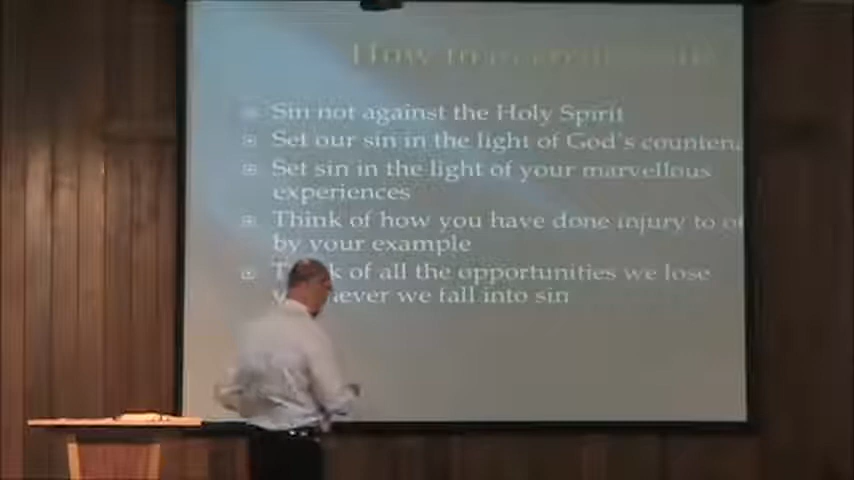 How
Sin not against the Holy Spirit
Set our sin in the light of God's
Set sin in the light of your marvellous
experiences
Think of how you have done injury to
by your example
of all the opportunities we lose
we fall into sin